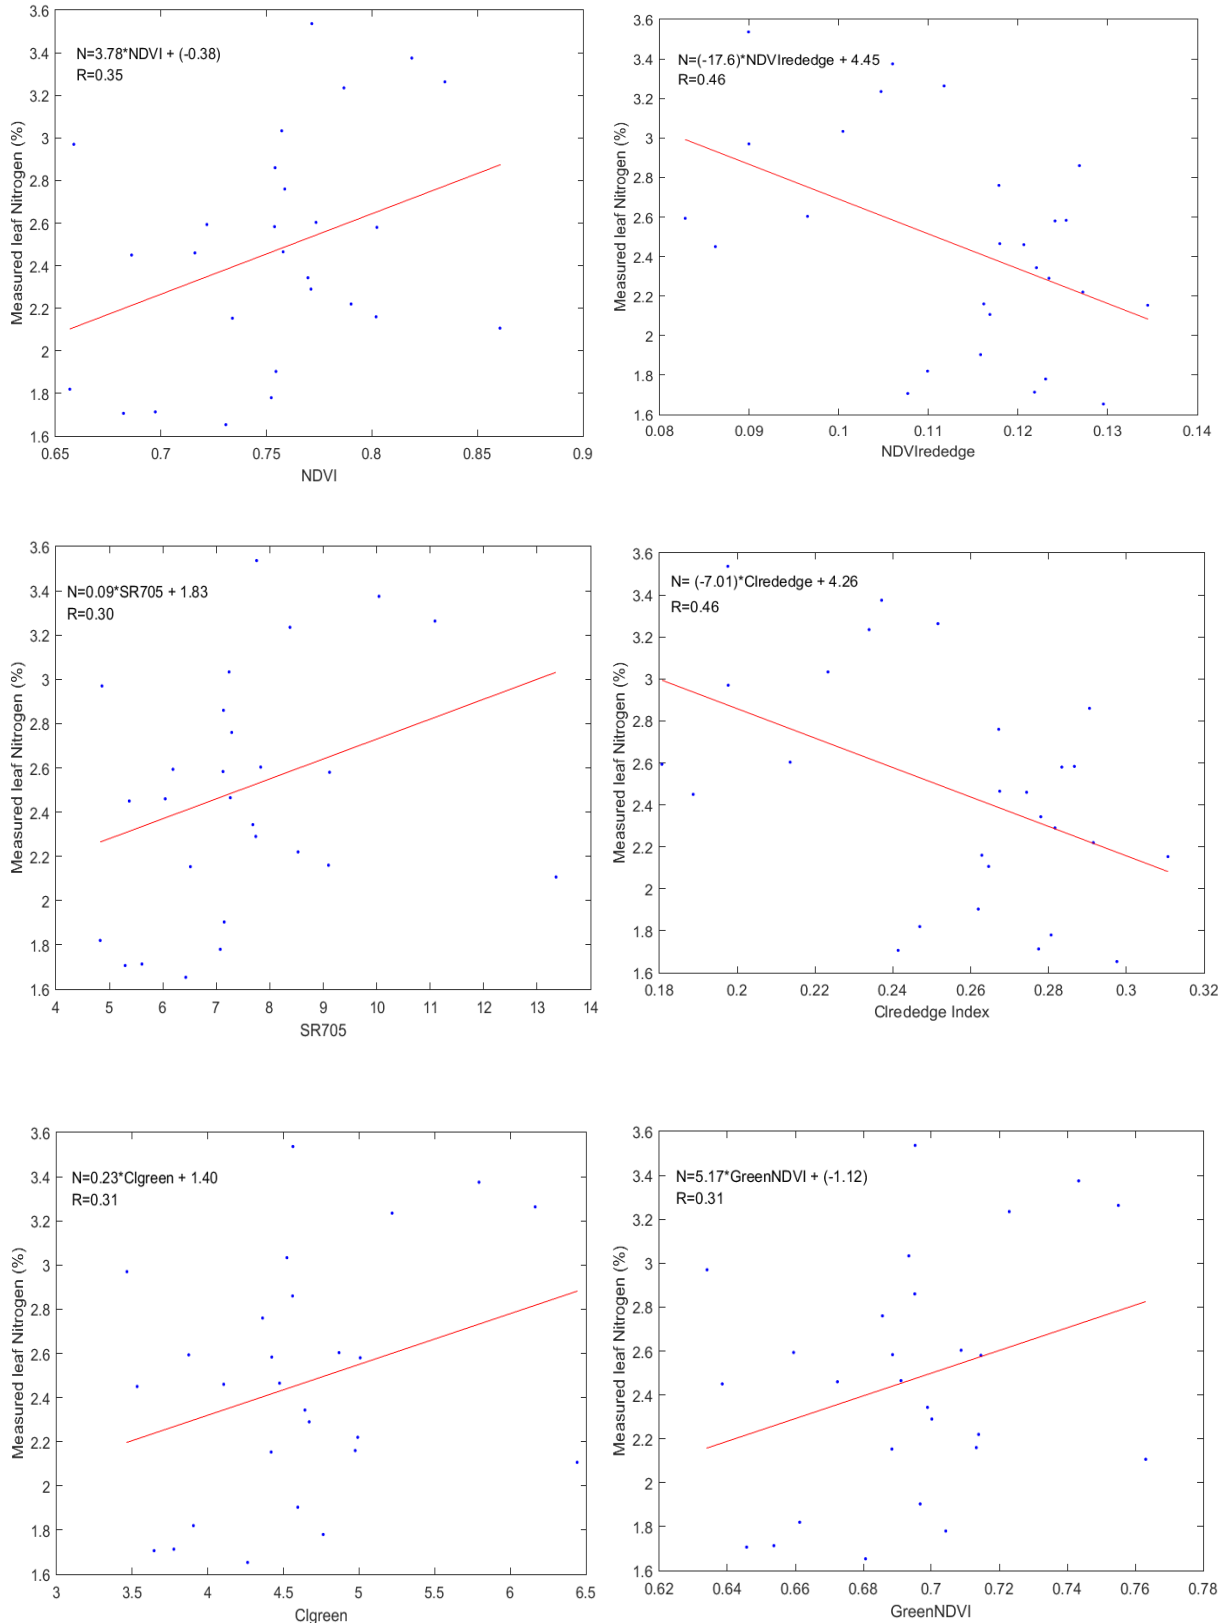 3.6
3.4
3.2
3
2.8
2.6
2.4
2.2
2
1.8
1.6
Measured leaf Nitrogen (%)
N=3.78*NDVI + (-0.38)
R=0.35
0.65 0.7 0.75 0.8 0.85 0.9
NDVI
3.6
3.4
3.2
3
2.8
2.6
2.4
2.2
2
1.8
1.6
Measured leaf Nitrogen (%)
N=(-17.6)*NDVIrededge + 4.45
R=0.46
0.08 0.09 0.1 0.11 0.12 0.13 0.14
NDVIrededge
3.6
3.4
3.2
3
2.8
2.6
2.4
2.2
2
1.8
1.6
Measured leaf Nitrogen (%)
N=0.09*SR705 + 1.83
R=0.30
4 5 6 7 8 9 10 11 12 13 14
SR705
3.6
3.4
3.2
3
2.8
2.6
2.4
2.2
2
1.8
1.6
Measured leaf Nitrogen (%)
N= (-7.01)*CIrededge + 4.26
R=0.46
0.18 0.2 0.22 0.24 0.26 0.28 0.3 0.32
CIrededge Index
3.6
3.4
3.2
3
2.8
2.6
2.4
2.2
2
1.8
1.6
Measured leaf Nitrogen (%)
N=0.23*CIgreen + 1.40
R=0.31
3 3.5 4 4.5 5 5.5 6 6.5
CIgreen
3.6
3.4
3.2
3
2.8
2.6
2.4
2.2
2
1.8
1.6
Measured leaf Nitrogen (%)
N=5.17*GreenNDVI + (-1.12)
R=0.31
0.62 0.64 0.66 0.68 0.7 0.72 0.74 0.76 0.78
GreenNDVI